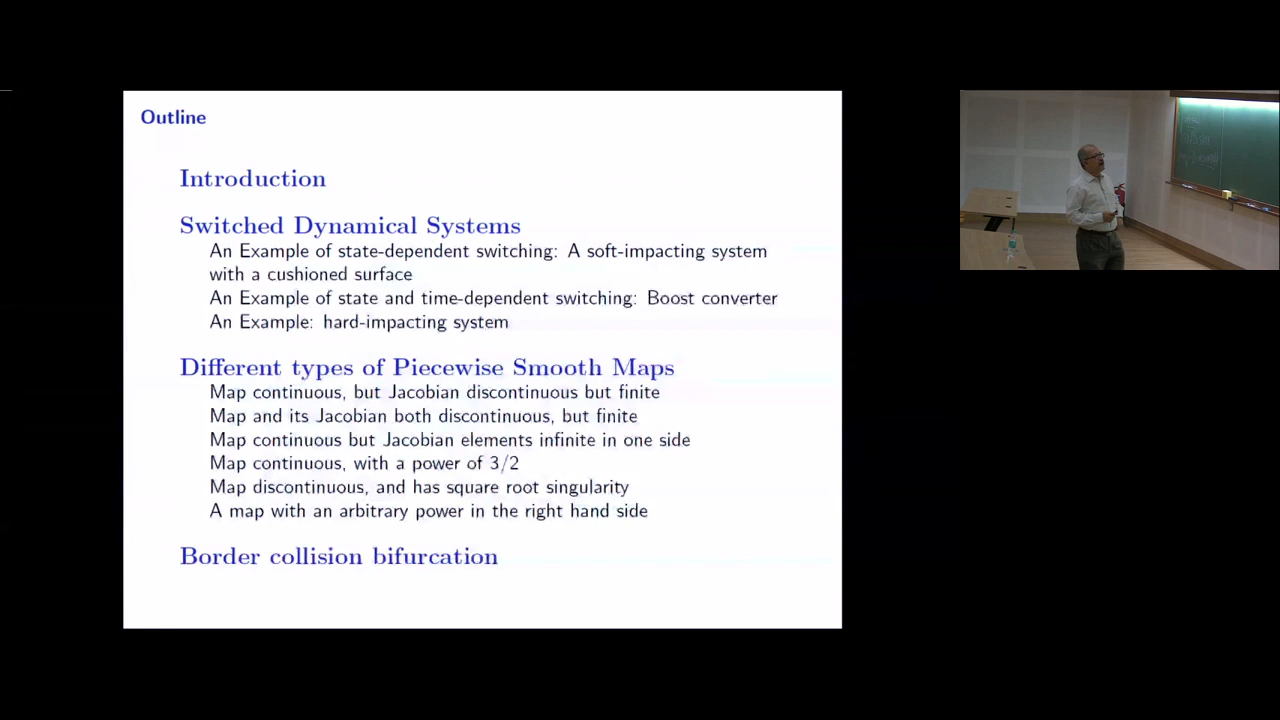 Outline
Introduction
Switched Dynamical Systems
An Example of state-dependent switching: A soft-impacting system
with a cushioned surface
An Example of state and time-dependent switching: Boost converter
An Example: hard-impacting system
Different types of Piecewise Smooth Maps
Map continuous, but Jacobian discontinuous but finite
Map and its Jacobian both discontinuous, but finite
Map continuous but Jacobian elements infinite in one side
Map continuous, with a power of 3/2
Map discontinuous, and has square root singularity
A map with an arbitrary power in the right hand side
Border collision bifurcation